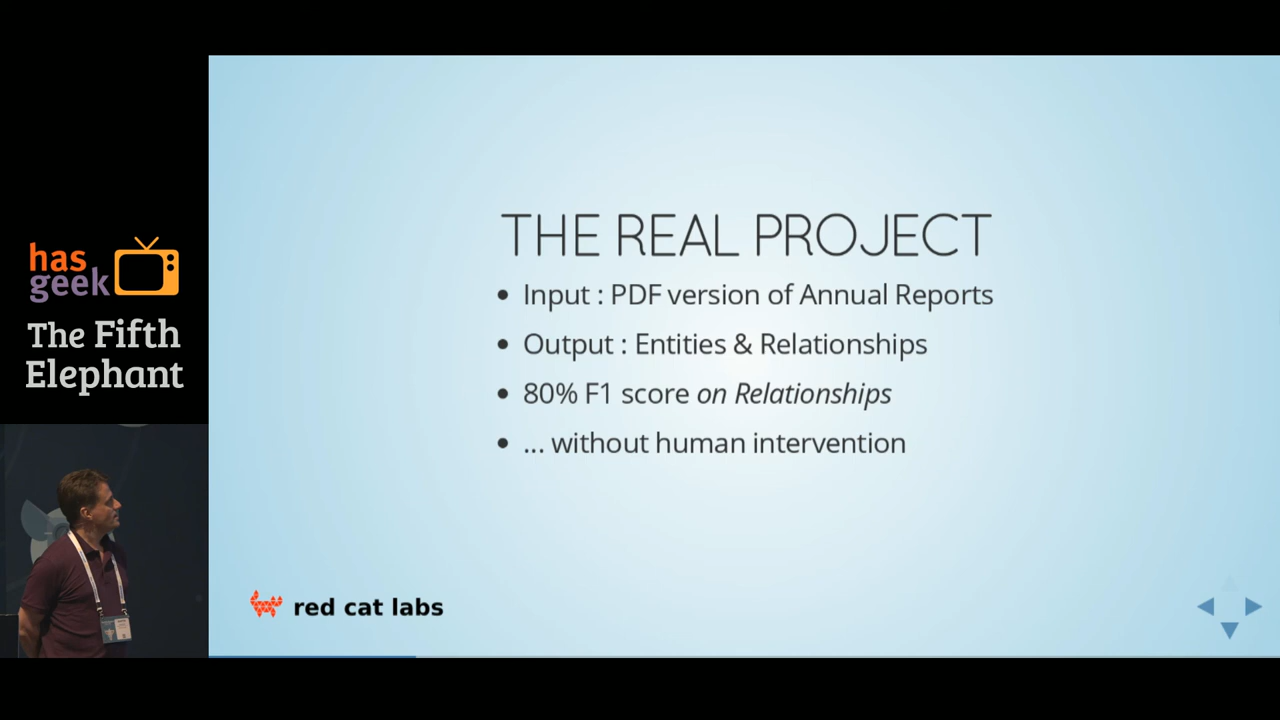 has
geek
The Fifth
Elephant
THE REAL PROJECT
• Input : PDF version of Annual Reports
• Output : Entities & Relationships
• 80% F1 score on Relationships
• ... without human intervention
red cat labs